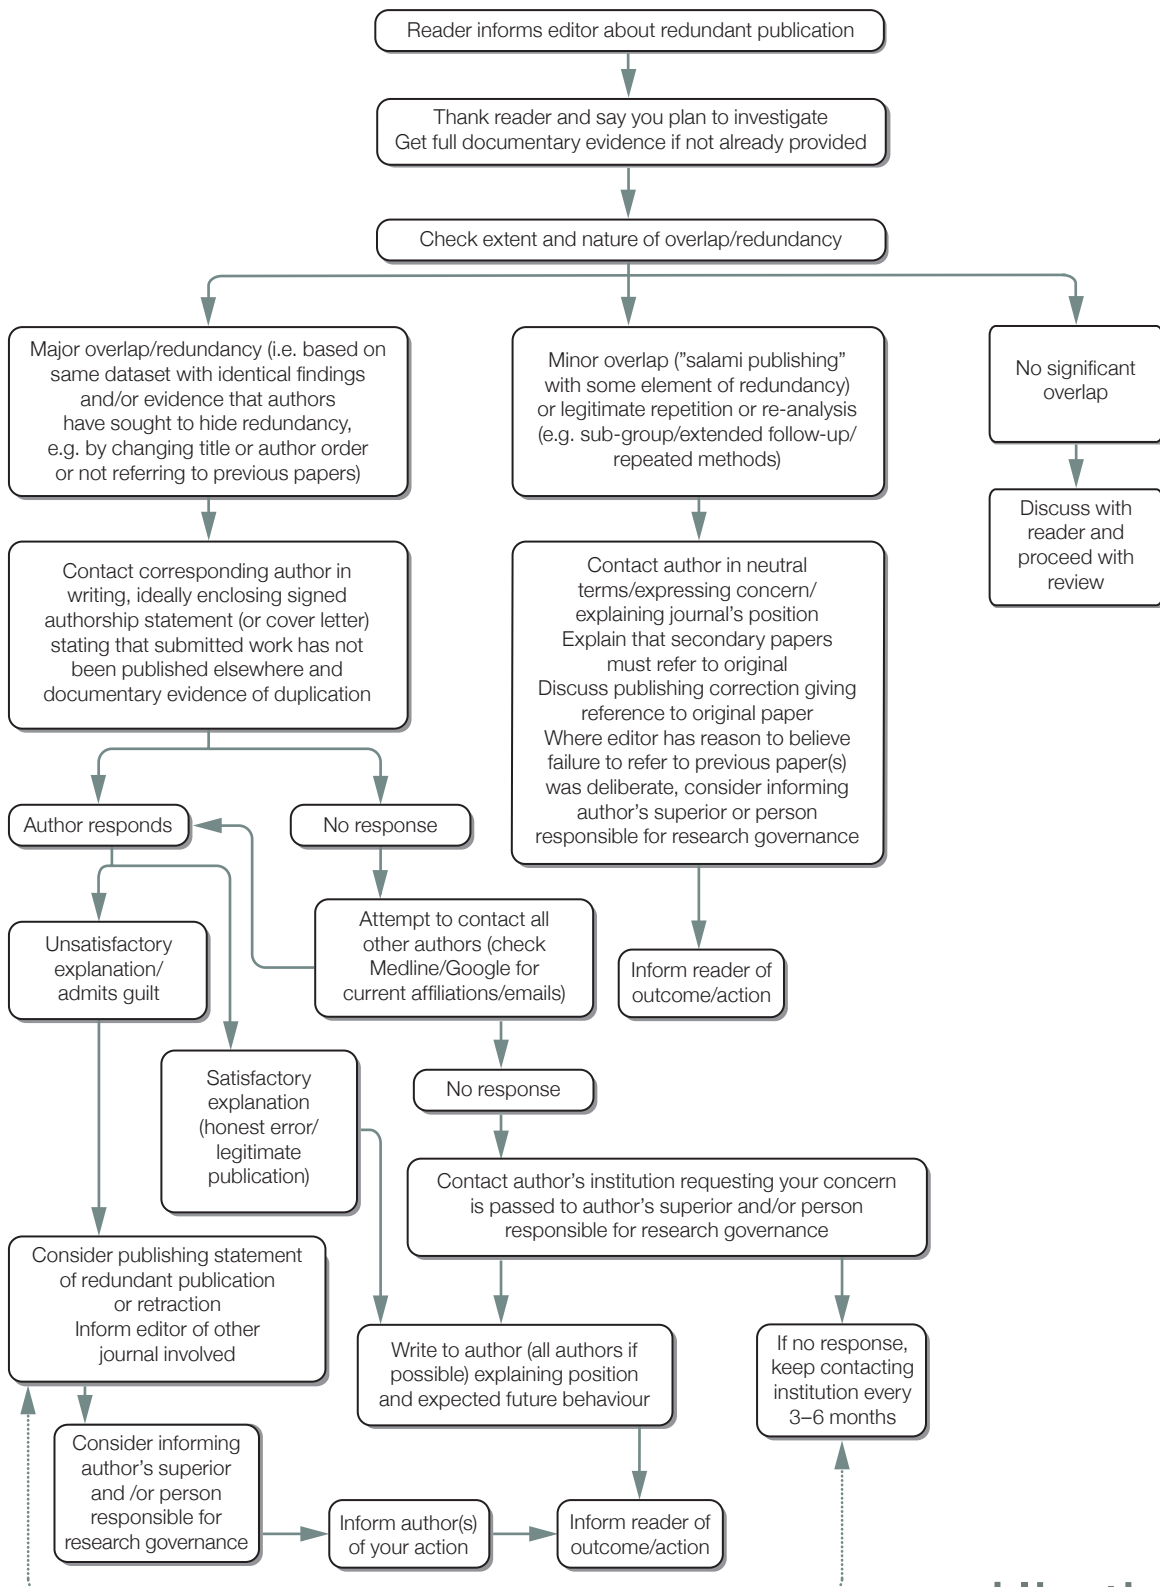 Reader informs editor about redundant publication
Thank reader and say you plan to investigate
Get full documentary evidence if not already provided
Check extent and nature of overlap/redundancy
Major overlap/redundancy (i.e. based on
same dataset with identical findings
and/or evidence that authors
have sought to hide redundancy,
e.g. by changing title or author order
or not referring to previous papers)
Minor overlap ("salami publishing"
with some element of redundancy)
or legitimate repetition or re-analysis
(e.g. sub-group/extended follow-up/
repeated methods)
No significant
overlap
Discuss with
reader and
proceed with
review
Contact corresponding author in
writing, ideally enclosing signed
authorship statement (or cover letter)
stating that submitted work has not
been published elsewhere and
documentary evidence of duplication
Contact author in neutral
terms/expressing concern/
explaining journal's position
Explain that secondary papers
must refer to original
Discuss publishing correction giving
reference to original paper
Where editor has reason to believe
failure to refer to previous paper(s)
was deliberate, consider informing
author's superior or person
responsible for research governance
Author responds
No response
Unsatisfactory
explanation/
admits guilt
Attempt to contact all
other authors (check
Medline/Google for
current affiliations/emails)
Inform reader of
outcome/action
Satisfactory
explanation
(honest error/
legitimate
publication)
No response
Contact author's institution requesting your concern
is passed to author's superior and/or person
responsible for research governance
Consider publishing statement
of redundant publication
or retraction
Inform editor of other
journal involved
Write to author (all authors if
possible) explaining position
and expected future behaviour
If no response,
keep contacting
institution every
3–6 months
Consider informing
author's superior
and /or person
responsible for
research governance
Inform author(s)
of your action
Inform reader of
outcome/action